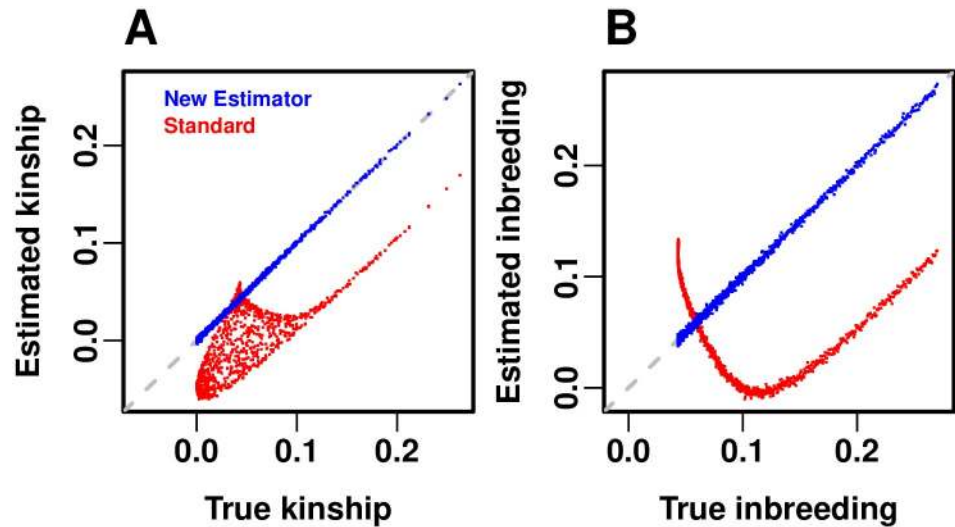 A
New Estimator
Standard
Estimated kinship
0.2
0.1
0.0
0.0 0.1 0.2
True kinship
B
Estimated inbreeding
0.2
0.1
0.0
0.0 0.1 0.2
True inbreeding